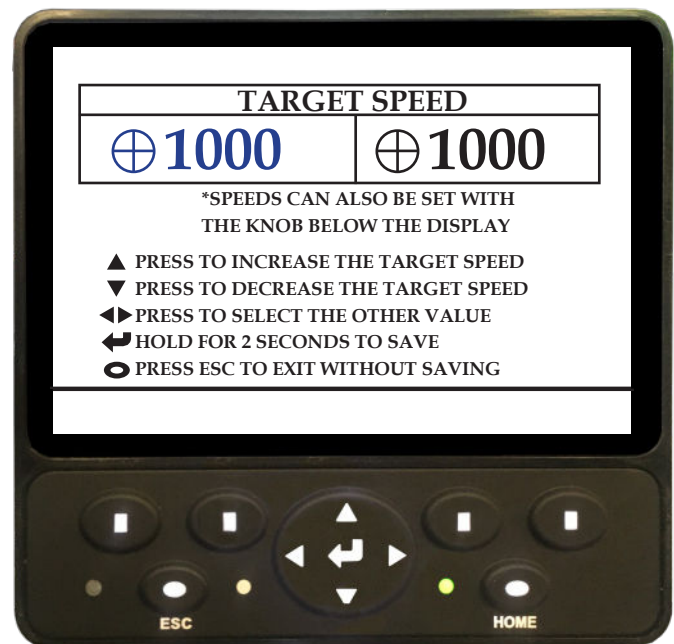 TARGET SPEED
1000 1000
*SPEEDS CAN ALSO BE SET WITH
THE KNOB BELOW THE DISPLAY
PRESS TO INCREASE THE TARGET SPEED
PRESS TO DECREASE THE TARGET SPEED
PRESS TO SELECT THE OTHER VALUE
HOLD FOR 2 SECONDS TO SAVE
PRESS ESC TO EXIT WITHOUT SAVING
ESC HOME